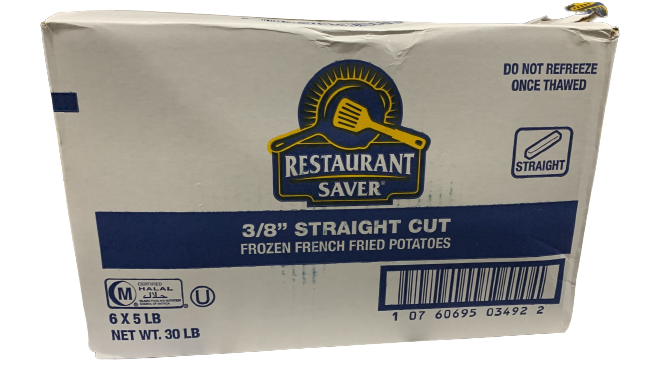 DO NOT REFREEZE
ONCE THAWED
RESTAURANT
SAVER®
STRAIGHT
3/8” STRAIGHT CUT
FROZEN FRENCH FRIED POTATOES
CERTIFIED
M HALAL
حلال
U
6 X 5 LB
NET WT. 30 LB
1 07 60695 03492 2